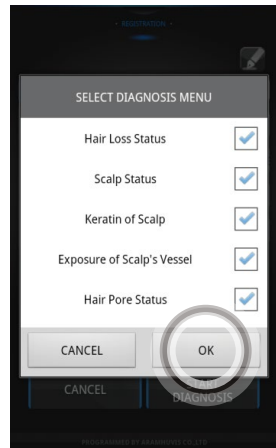 - REGISTRATION -
SELECT DIAGNOSIS MENU
Hair Loss Status
Scalp Status
Keratin of Scalp
Exposure of Scalp's Vessel
Hair Pore Status
CANCEL
OK
CANCEL
START
DIAGNOSIS
PROGRAMMED BY ARAMHUVIS CO.,LTD